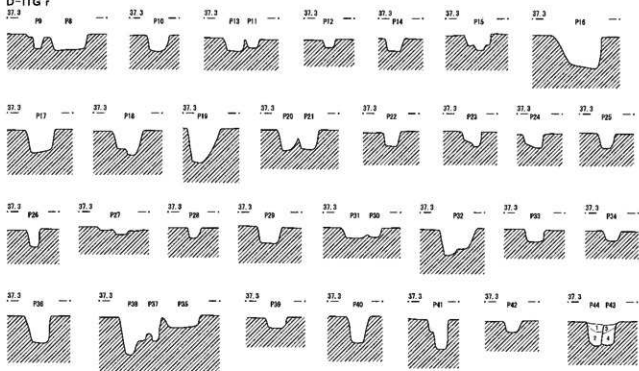 D-11G r
37.3 37.3 37.3 37.3 37.3 37.3 37.3
P9 P8 P10 P13 P11 P12 P14 P15 P16
37.3 37.3 37.3 37.3 37.3 37.3 37.3 37.3
P17 P18 P19 P20 P21 P22 P23 P24 P25
37.3 37.3 37.3 37.3 37.3 37.3 37.3 37.3
P26 P27 P28 P29 P31 P30 P32 P33 P34
37.3 37.3 37.3 37.3 37.3 37.3 37.3
P36 P38 P37 P35 P39 P40 P41 P42 P44 P43
1 3
2 4